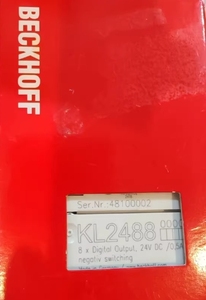 BECKHOFF
Ser.Nr. 48100002
KL2488
8 x Digital Output, 24V DC /0.5A
negativ switching